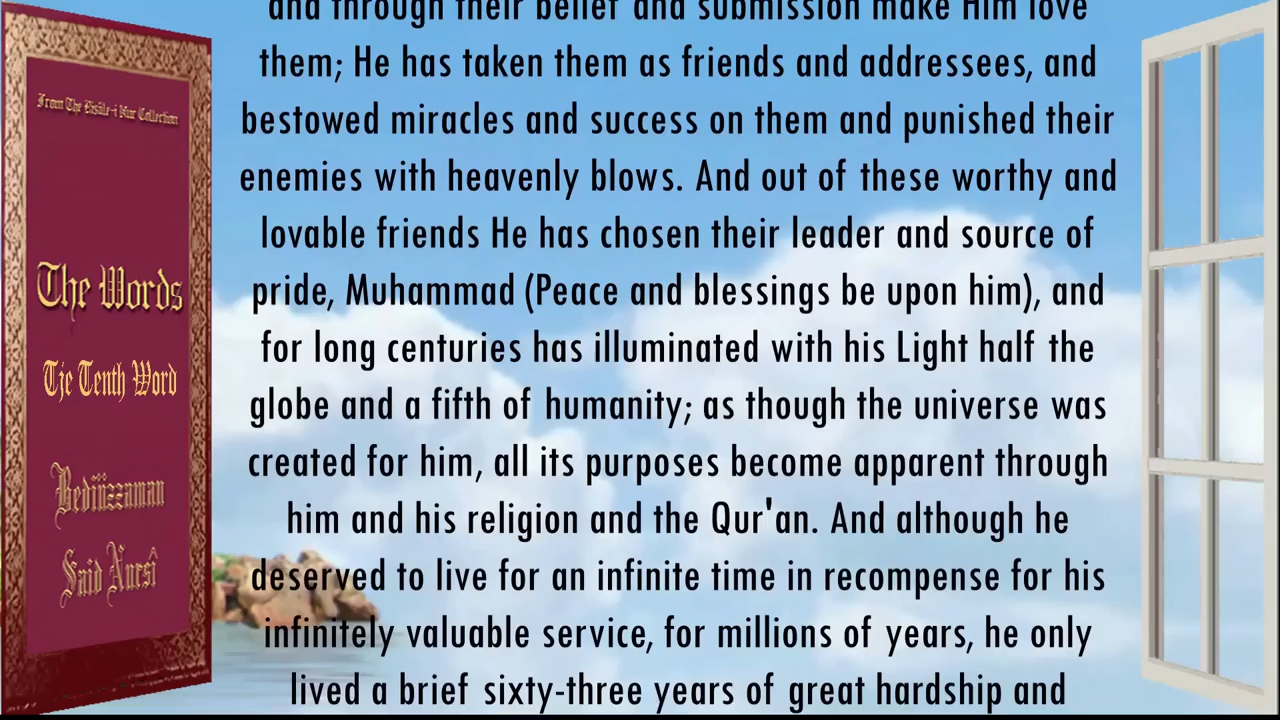 From The Risale-i Nur Collection
The Words
Tje Tenth Word
Bediüzzaman
Said Nursî
and through their belief and submission make Him love
them; He has taken them as friends and addressees, and
bestowed miracles and success on them and punished their
enemies with heavenly blows. And out of these worthy and
lovable friends He has chosen their leader and source of
pride, Muhammad (Peace and blessings be upon him), and
for long centuries has illuminated with his Light half the
globe and a fifth of humanity; as though the universe was
created for him, all its purposes become apparent through
him and his religion and the Qur'an. And although he
deserved to live for an infinite time in recompense for his
infinitely valuable service, for millions of years, he only
lived a brief sixty-three years of great hardship and